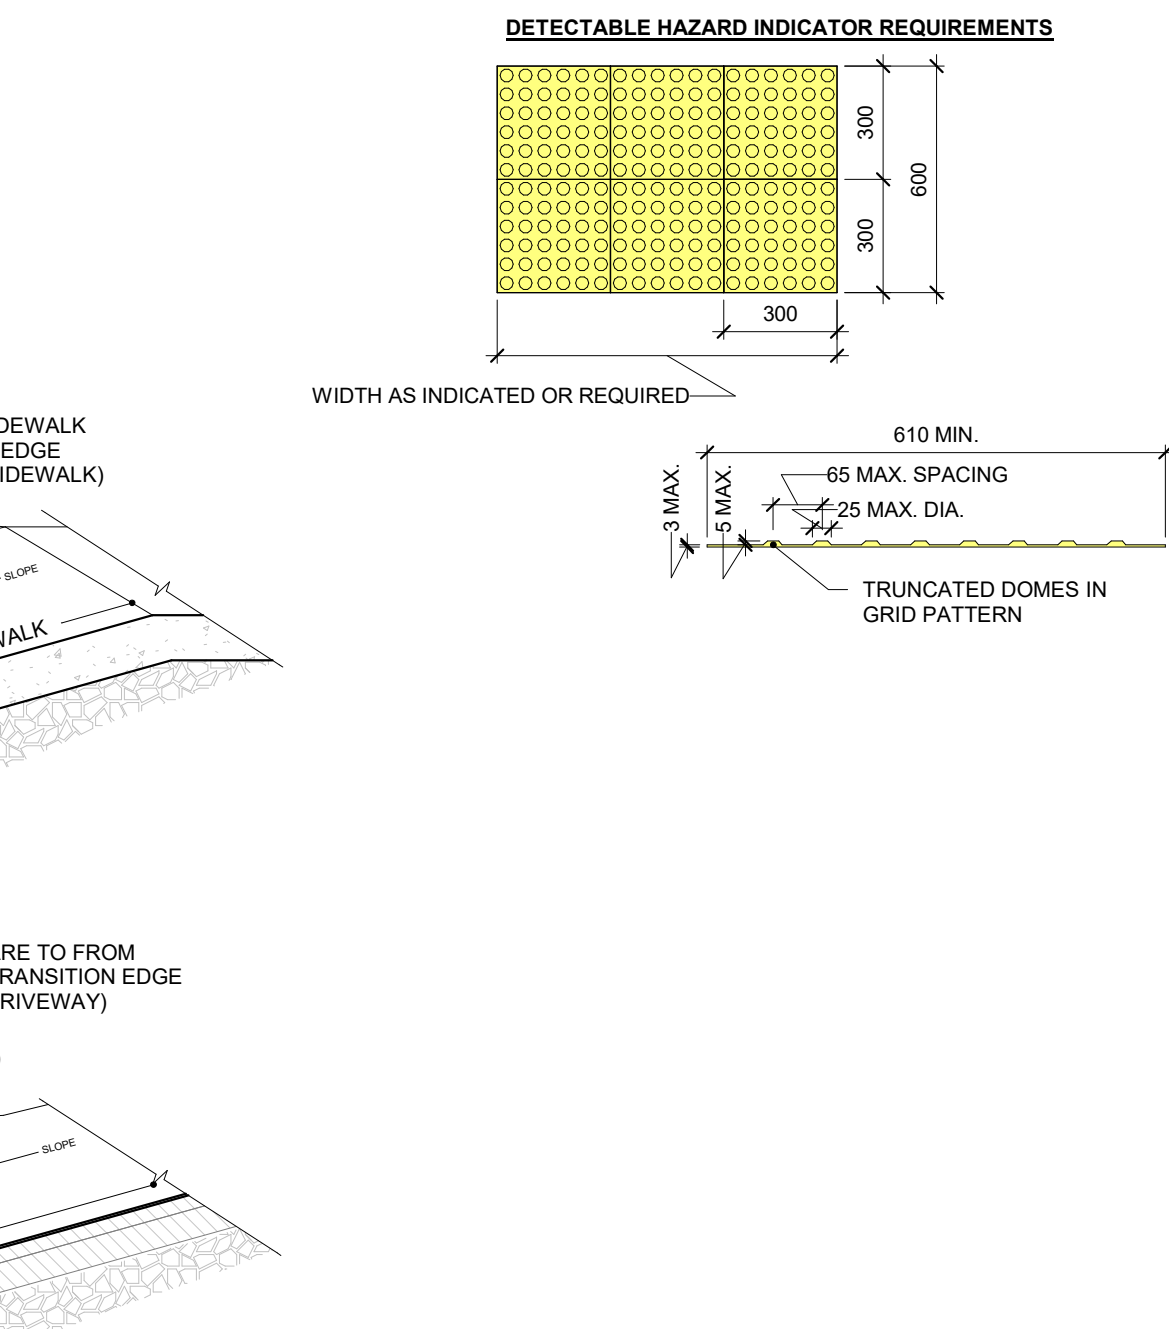 DETECTABLE HAZARD INDICATOR REQUIREMENTS
300
600
300
300
WIDTH AS INDICATED OR REQUIRED
610 MIN.
3 MAX.
5 MAX.
65 MAX. SPACING
25 MAX. DIA.
TRUNCATED DOMES IN
GRID PATTERN
DEWALK
EDGE
IDEWALK)
SLOPE
WALK
RE TO FROM
RANSITION EDGE
RIVEWAY)
SLOPE